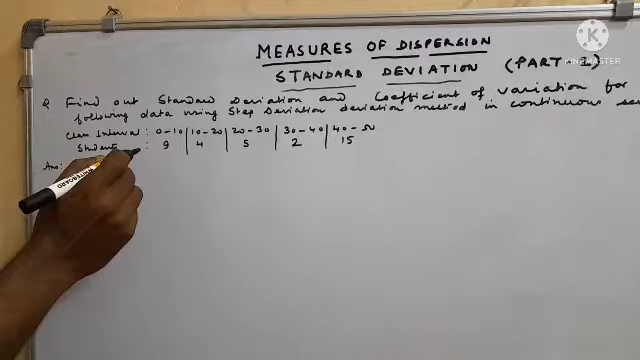 MEASURES OF DISPERSION
STANDARD DEVIATION (PART
KINEMASTER
Q Find out Standard Deviation and Coefficient of variation for
following data using Step Deviation deviation method in continuous se
Class Interval : 0-10 | 10-20 | 20-30 | 30-40 | 40-50
Students : 9 4 5 2 15
Ans: